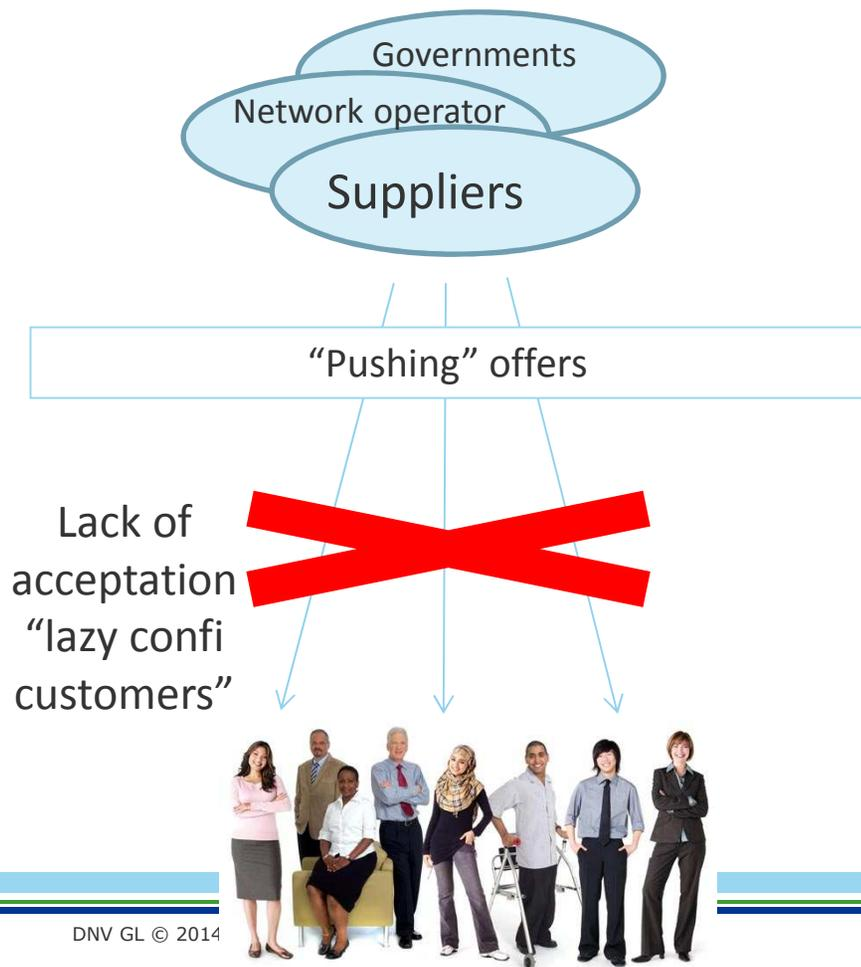 Governments
Network operator
Suppliers
“Pushing” offers
Lack of
acceptation
“lazy confi
customers”
DNV GL © 2014